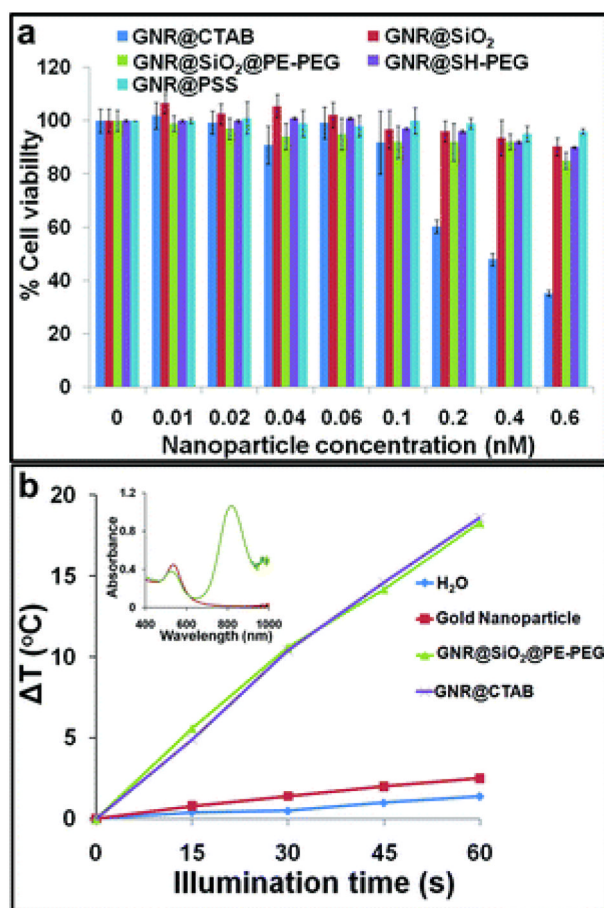 a
GNR@CTAB GNR@SiO₂
GNR@SiO₂@PE-PEG GNR@SH-PEG
GNR@PSS
120
100
80
60
40
20
0
% Cell viability
0 0.01 0.02 0.04 0.06 0.1 0.2 0.4 0.6
Nanoparticle concentration (nM)
b
20
15
10
5
0
ΔT (°C)
1.2
0.8
0.4
0
Absorbance
400 600 800 1000
Wavelength (nm)
H₂O
Gold Nanoparticle
GNR@SiO₂@PE-PEG
GNR@CTAB
0 15 30 45 60
Illumination time (s)